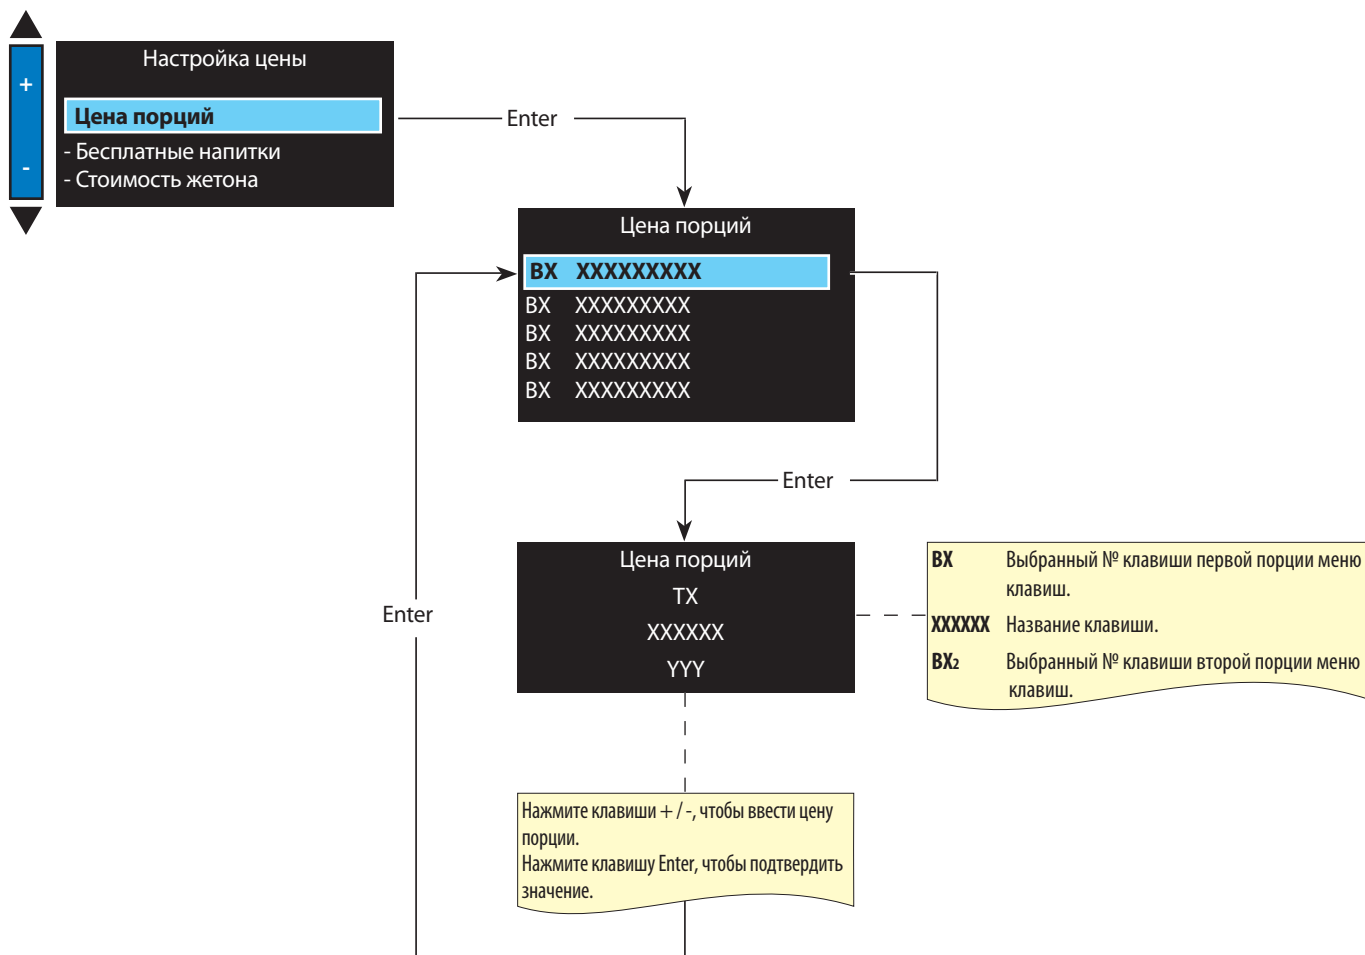 Настройка цены
+
Цена порций
- Бесплатные напитки
-
- Стоимость жетона
Enter
Цена порций
BX XXXXXXXXX
BX XXXXXXXXX
BX XXXXXXXXX
BX XXXXXXXXX
BX XXXXXXXXX
Enter
Цена порций
TX
XXXXXX
YYY
BX Выбранный № клавиши первой порции меню
клавиш.
XXXXXX Название клавиши.
BX2 Выбранный № клавиши второй порции меню
клавиш.
Enter
Нажмите клавиши + / -, чтобы ввести цену
порции.
Нажмите клавишу Enter, чтобы подтвердить
значение.